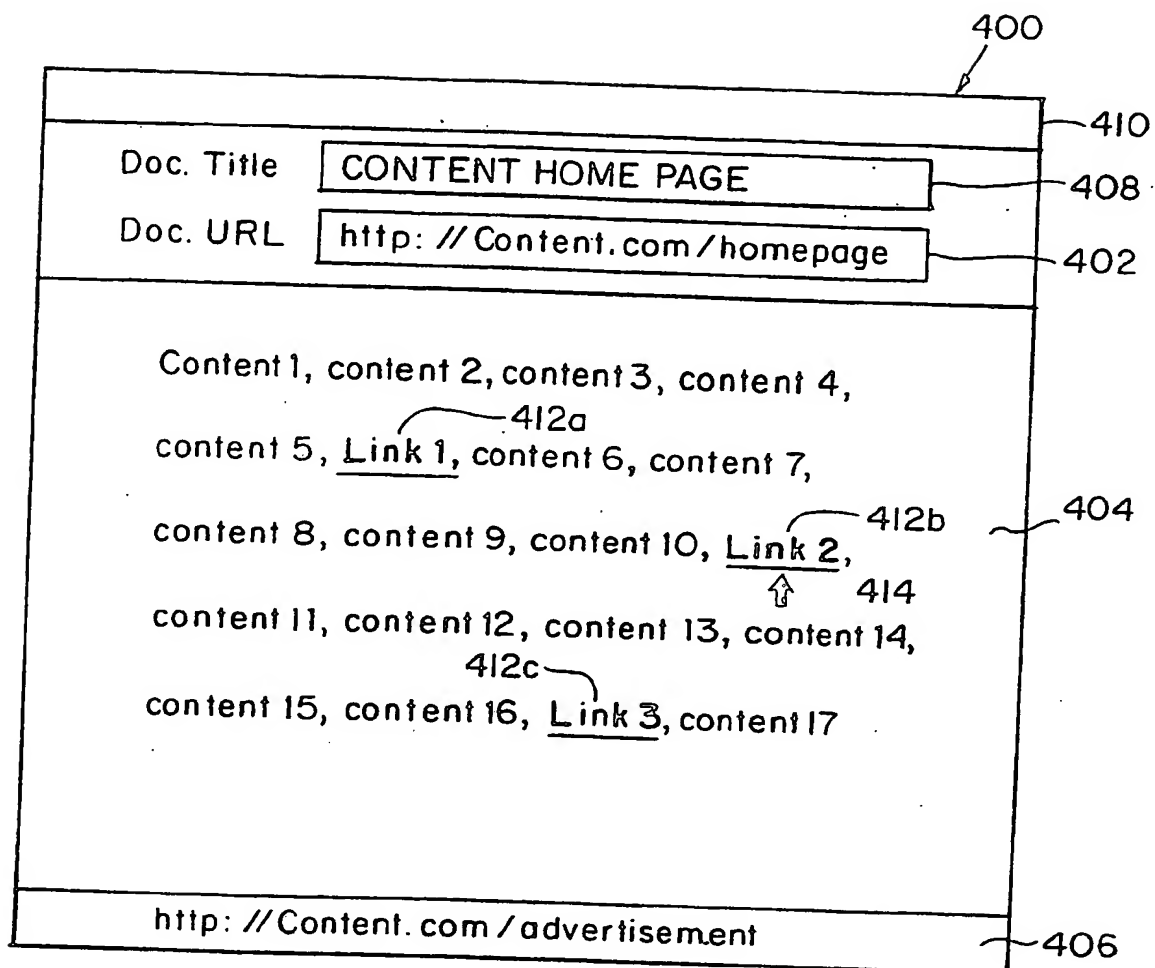 400
410
Doc. Title CONTENT HOME PAGE 408
Doc. URL http://Content.com/homepage 402
Content 1, content 2, content 3, content 4,
412a
content 5, Link 1, content 6, content 7,
412b 404
content 8, content 9, content 10, Link 2,
414
content 11, content 12, content 13, content 14,
412c
content 15, content 16, Link 3, content 17
http://Content.com/advertisement 406